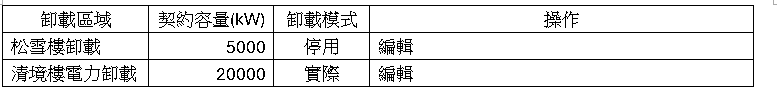 卸載區域 契約容量(kW) 卸載模式 操作
松雪樓卸載 5000 停用 編輯
清境樓電力卸載 20000 實際 編輯